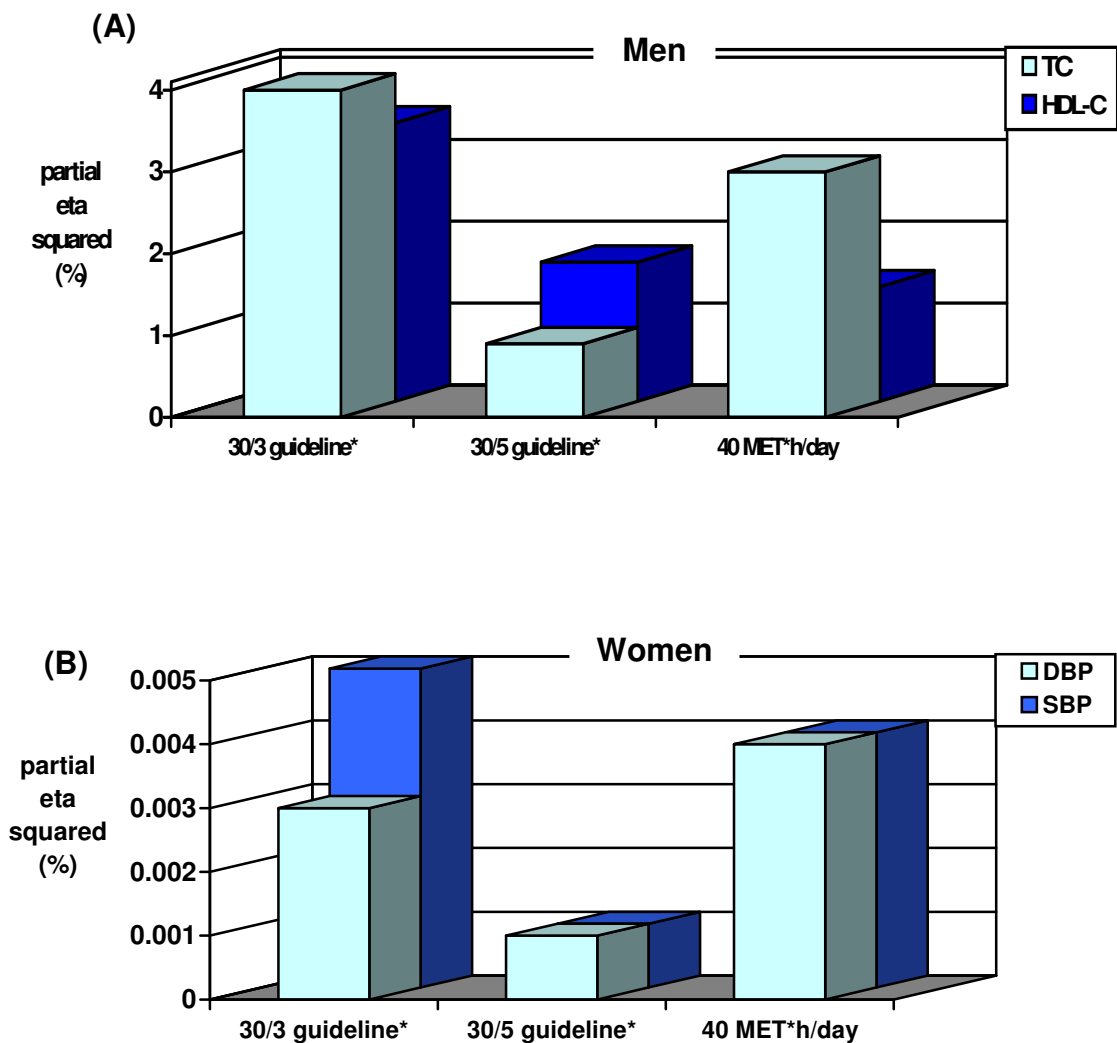 (A)
Men
TC
HDL-C
partial
eta
squared
(%)
4
3
2
1
0
30/3 guideline*
30/5 guideline*
40 MET*h/day
(B)
Women
DBP
SBP
partial
eta
squared
(%)
0.005
0.004
0.003
0.002
0.001
0
30/3 guideline*
30/5 guideline*
40 MET*h/day